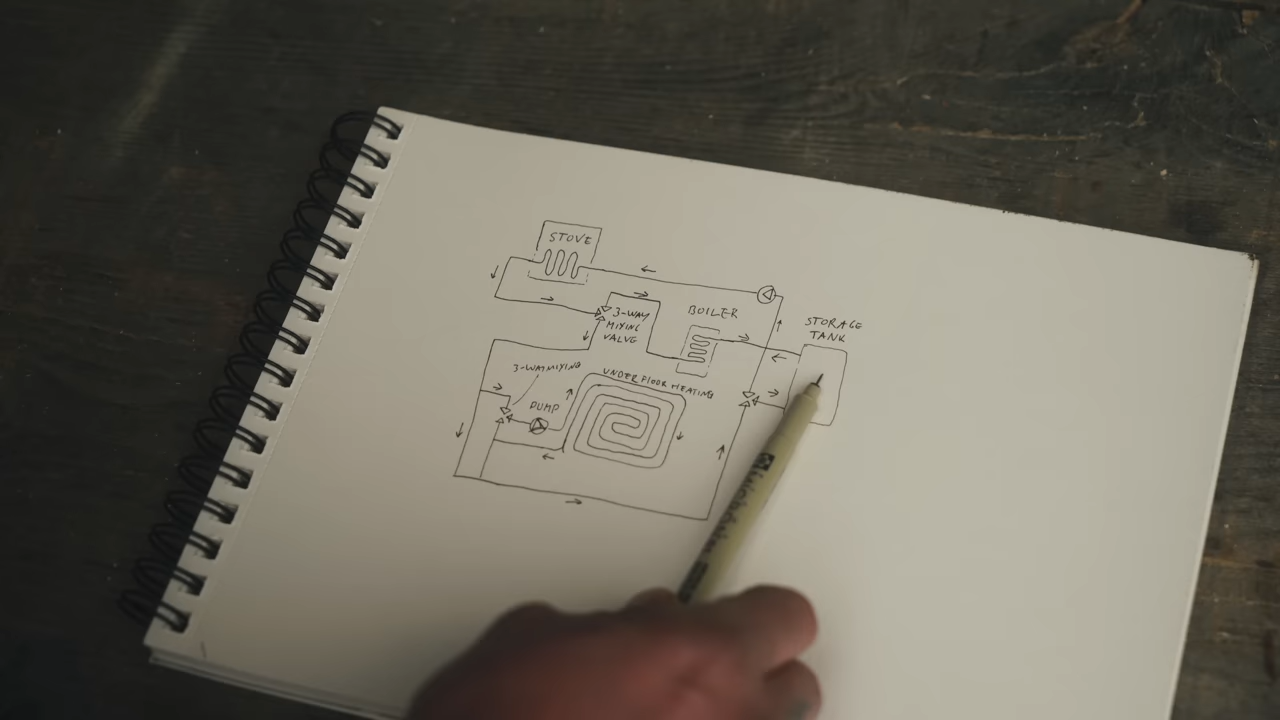 STOVE
BOILER
3-WAY
MIXING
VALVE
STORAGE
TANK
3-WAY MIXING
UNDER FLOOR HEATING
PUMP